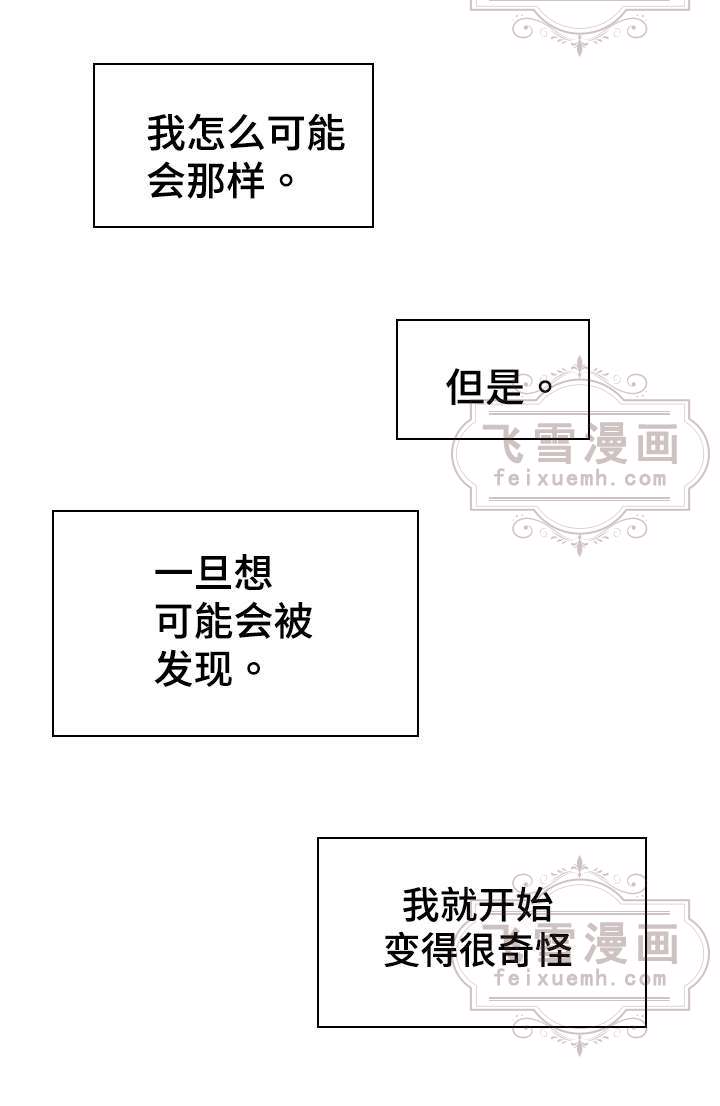 我怎么可能
会那样。
但是。
飞雪漫画
feixuemh.com
一旦想
可能会被
发现。
我就开始
变得很奇怪
飞雪漫画
feixuemh.com